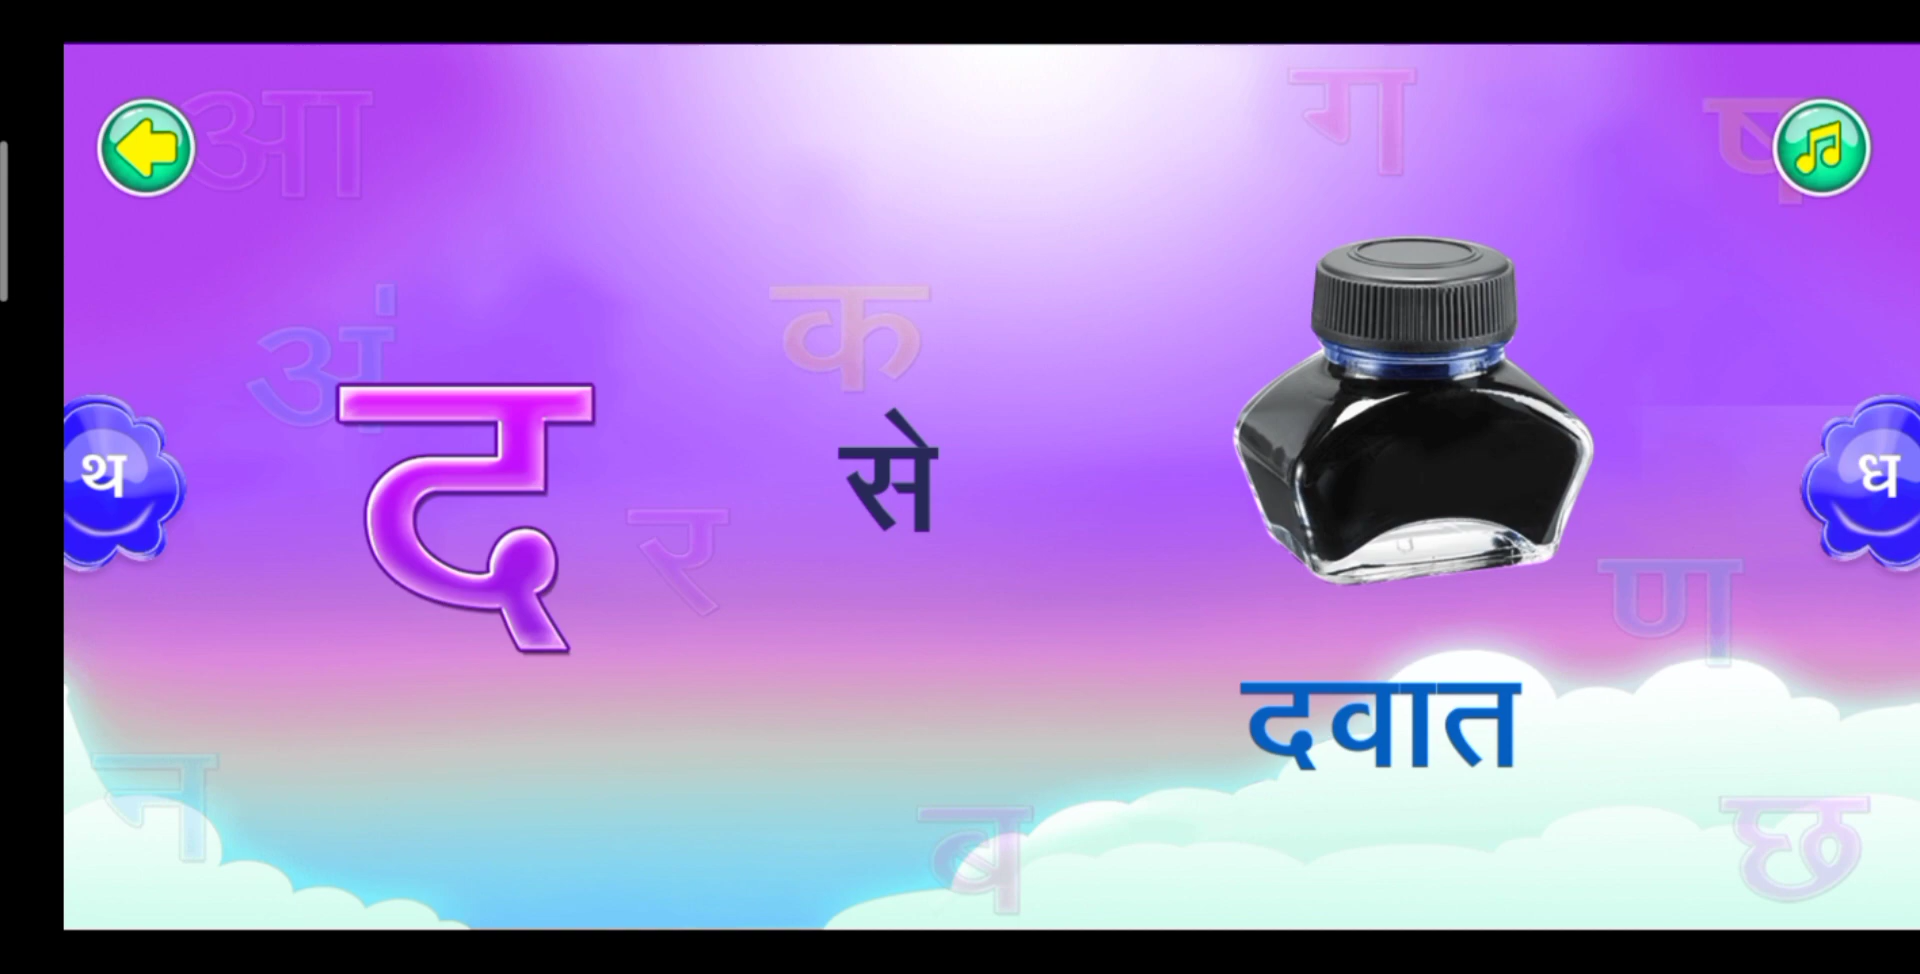 आ
ग
ष
अं
क
थ
द
से
र
ध
ण
दवात
न
ब
छ